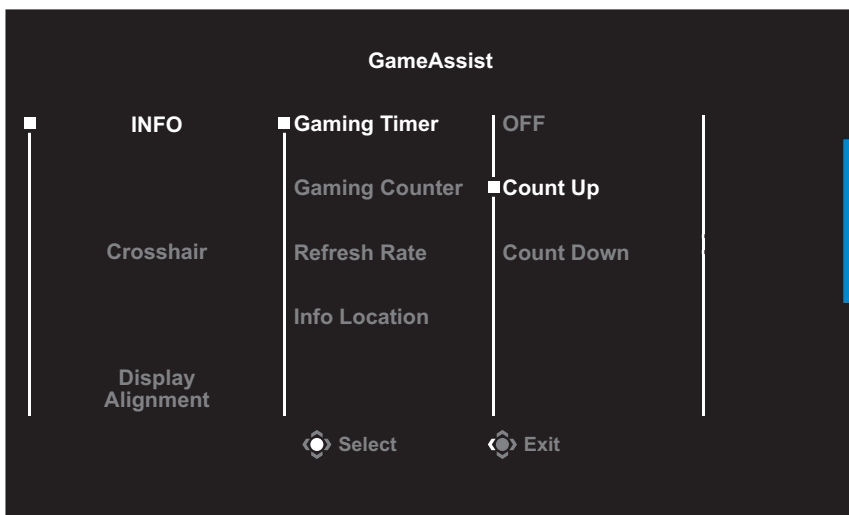 GameAssist
INFO
Gaming Timer
OFF
Gaming Counter
Count Up
Crosshair
Refresh Rate
Count Down
Info Location
Display
Alignment
Select
Exit